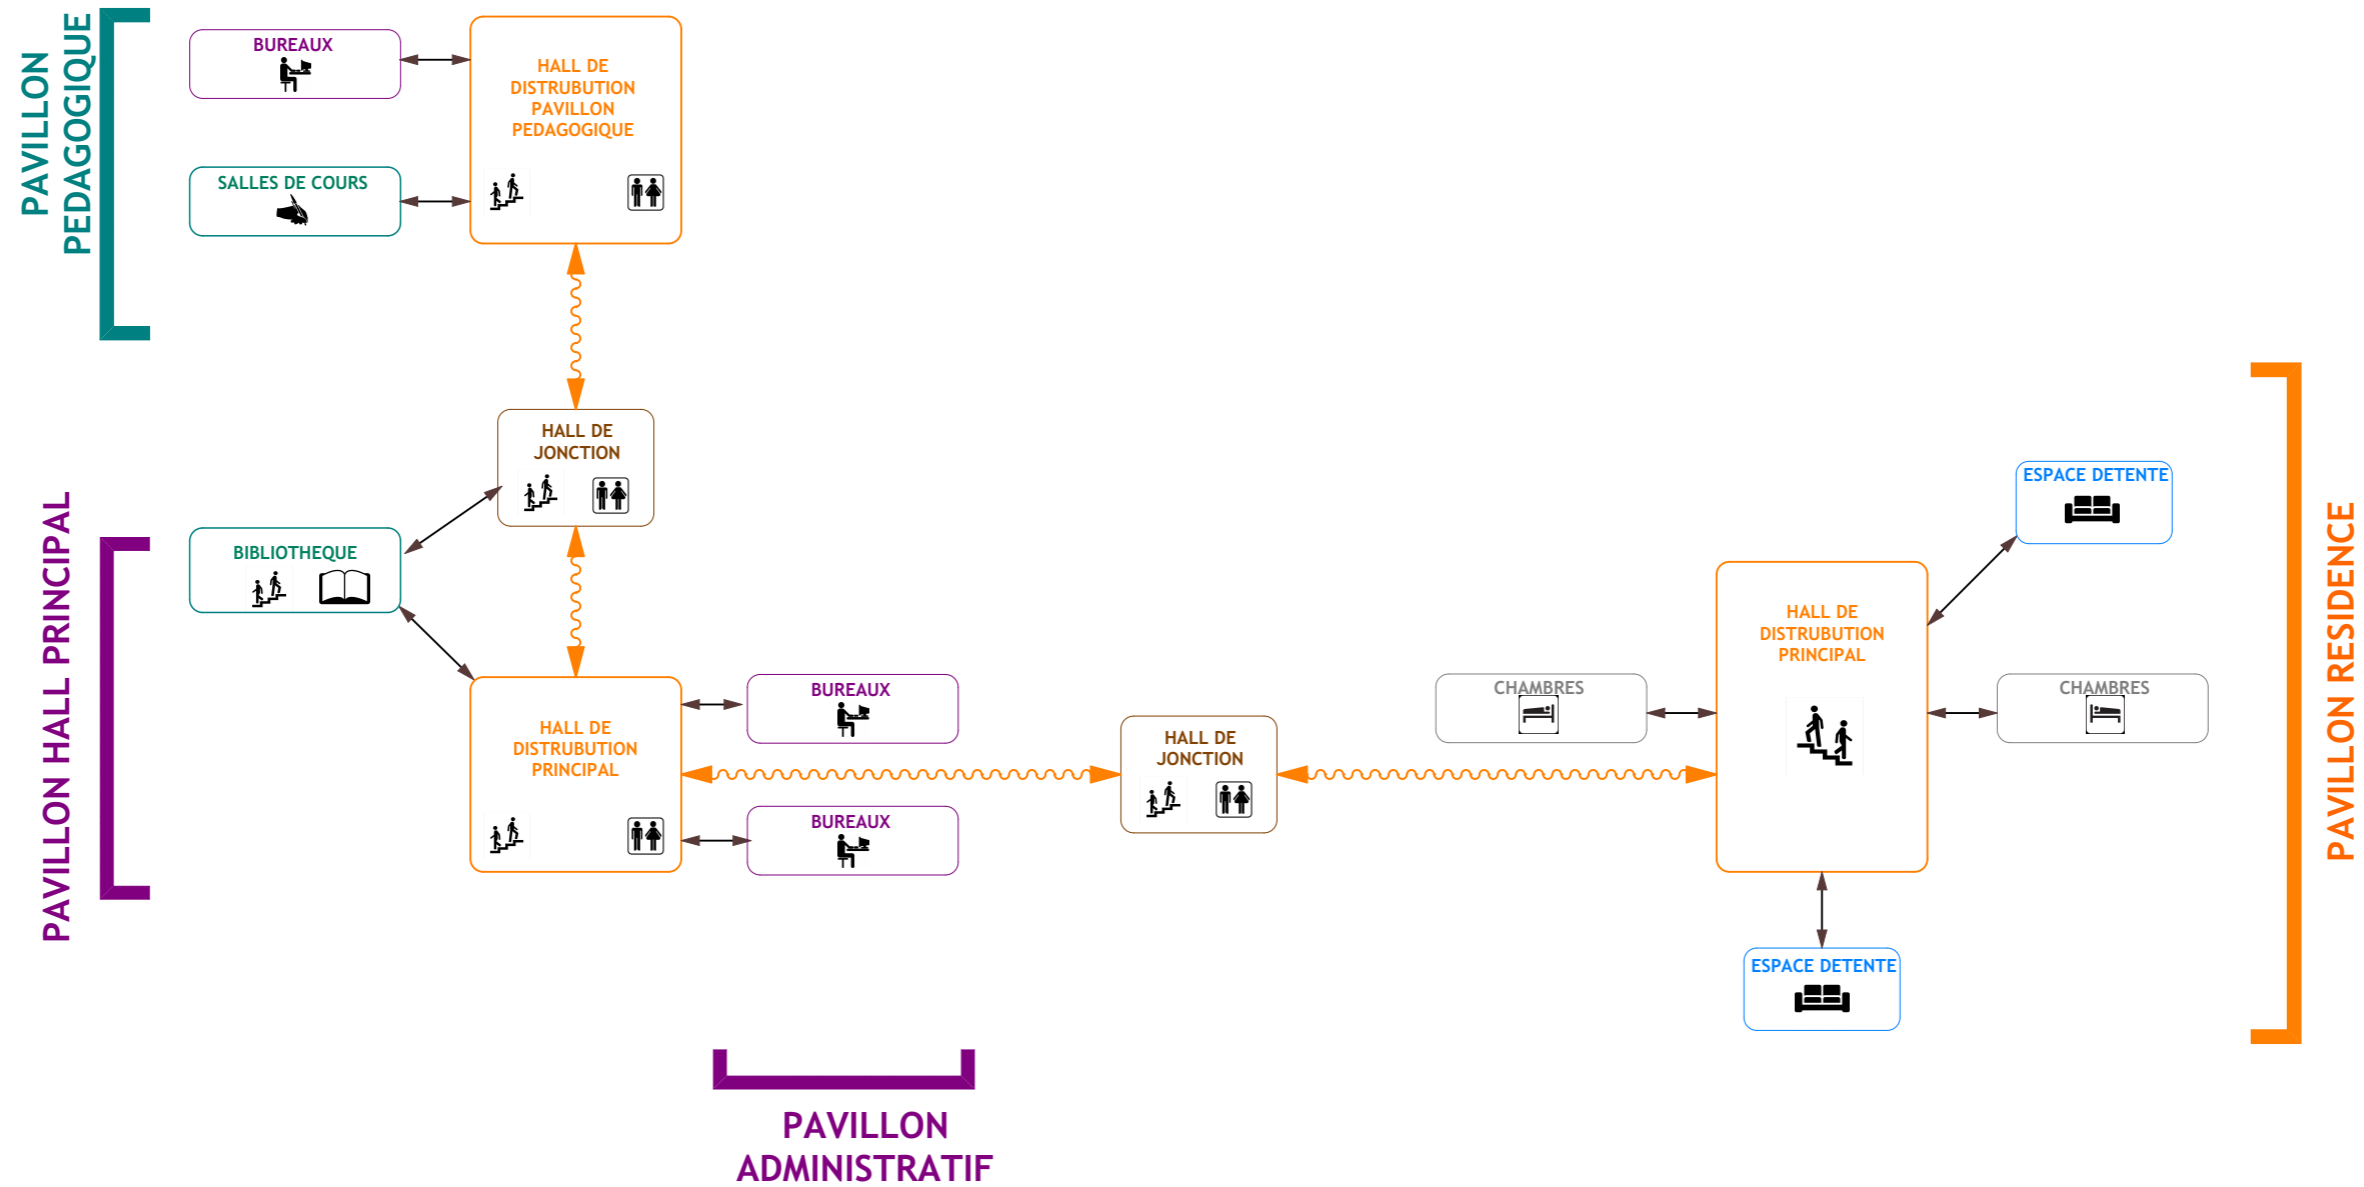 PAVILLON
PEDAGOGIQUE
BUREAUX
SALLES DE COURS
HALL DE
DISTRUBUTION
PAVILLON
PEDAGOGIQUE
HALL DE
JONCTION
PAVILLON HALL PRINCIPAL
BIBLIOTHEQUE
HALL DE
DISTRUBUTION
PRINCIPAL
BUREAUX
BUREAUX
HALL DE
JONCTION
CHAMBRES
HALL DE
DISTRUBUTION
PRINCIPAL
ESPACE DETENTE
CHAMBRES
ESPACE DETENTE
PAVILLON RESIDENCE
PAVILLON
ADMINISTRATIF